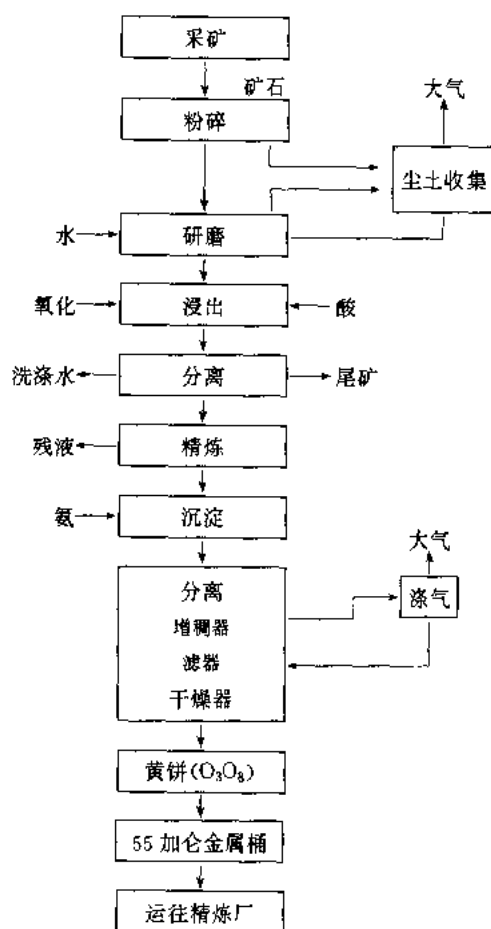 采矿
矿石
大气
粉碎
尘土收集
水
研磨
氧化
浸出
酸
洗涤水
分离
尾矿
残液
精炼
氨
沉淀
大气
分离
涤气
增稠器
滤器
干燥器
黄饼(O₃O₈)
55加仑金属桶
运往精炼厂